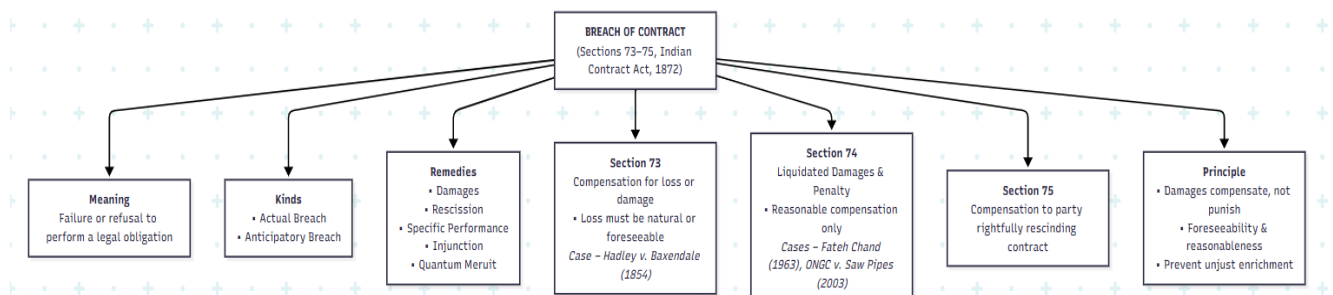 BREACH OF CONTRACT
(Sections 73–75, Indian
Contract Act, 1872)
Meaning
Failure or refusal to
perform a legal obligation
Kinds
▪ Actual Breach
▪ Anticipatory Breach
Remedies
▪ Damages
▪ Rescission
▪ Specific Performance
▪ Injunction
▪ Quantum Meruit
Section 73
Compensation for loss or
damage
▪ Loss must be natural or
foreseeable
Case – Hadley v. Baxendale
(1854)
Section 74
Liquidated Damages &
Penalty
▪ Reasonable compensation
only
Cases – Fateh Chand
(1963), ONGC v. Saw Pipes
(2003)
Section 75
Compensation to party
rightfully rescinding
contract
Principle
▪ Damages compensate, not
punish
▪ Foreseeability &
reasonableness
▪ Prevent unjust enrichment